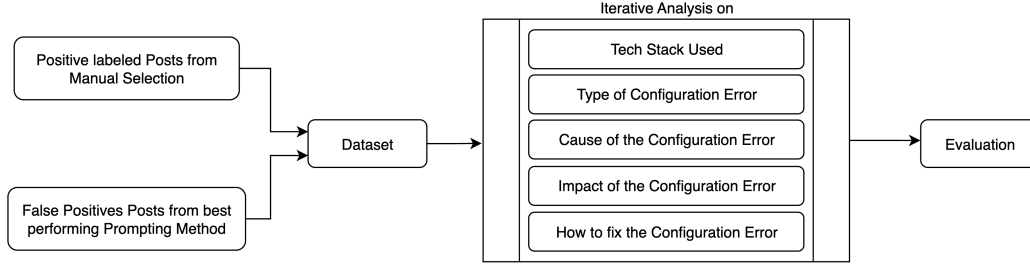 Iterative Analysis on
Positive labeled Posts from
Manual Selection
False Positives Posts from best
performing Prompting Method
Dataset
Tech Stack Used
Type of Configuration Error
Cause of the Configuration Error
Impact of the Configuration Error
How to fix the Configuration Error
Evaluation